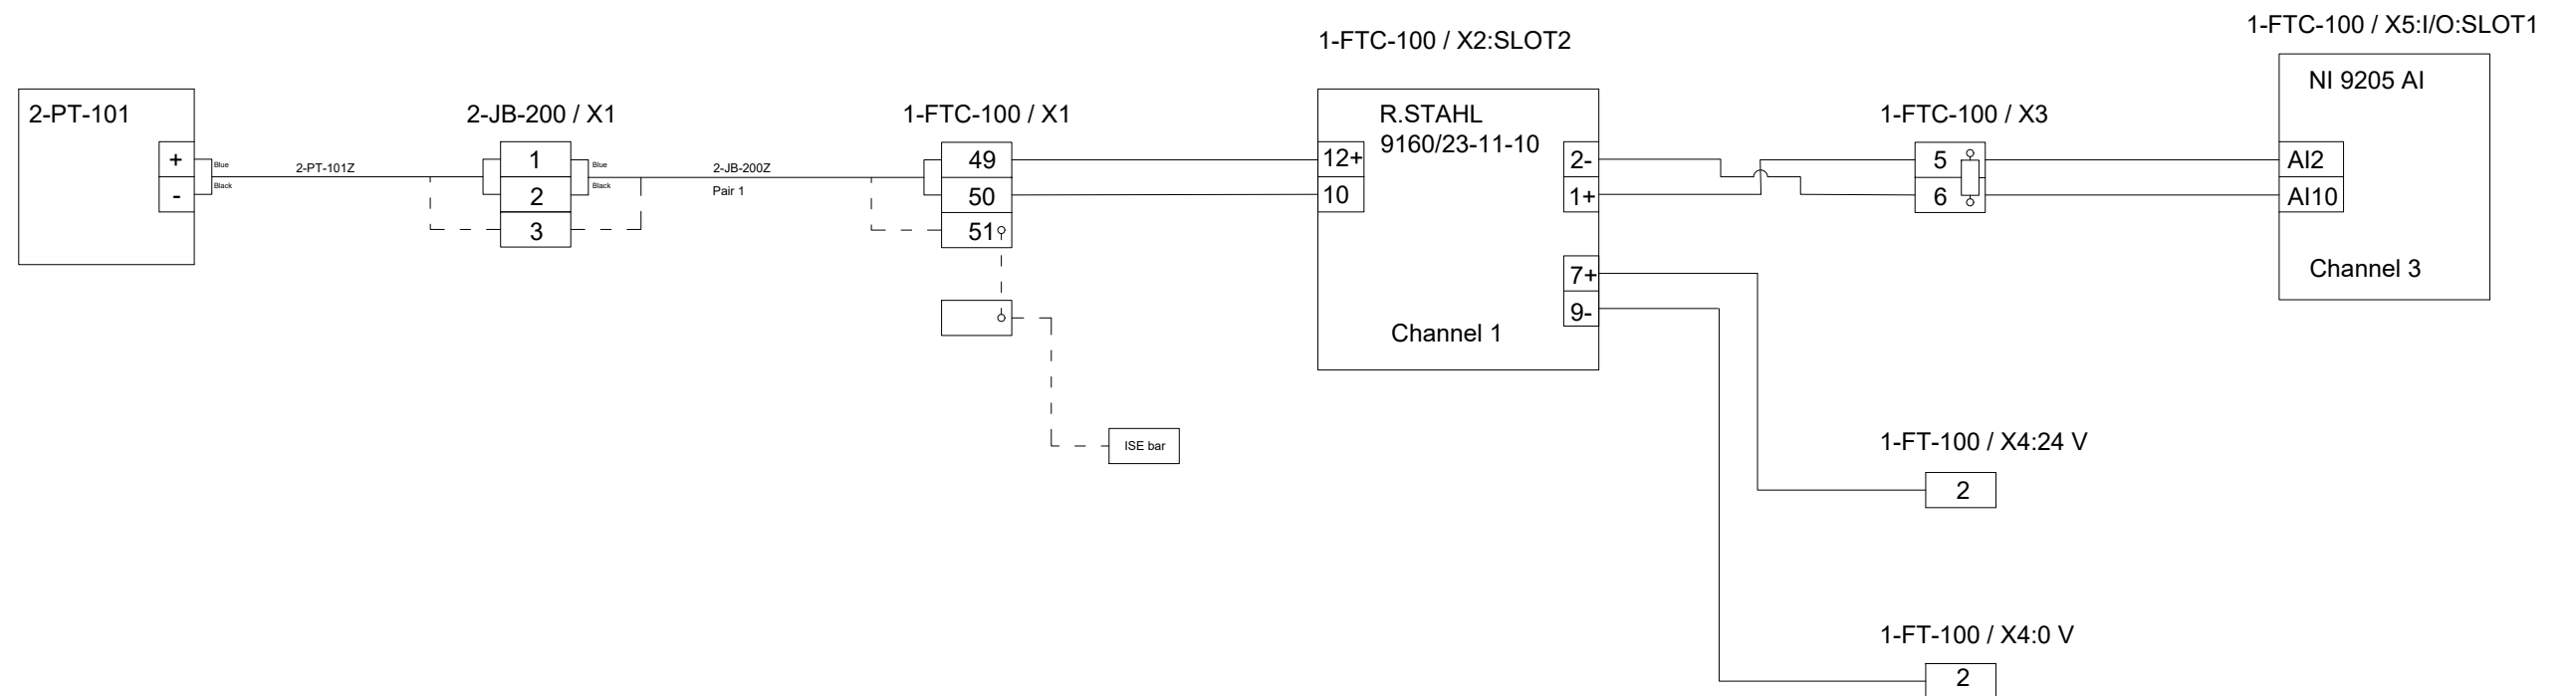 1-FTC-100 / X5:I/O:SLOT1
1-FTC-100 / X2:SLOT2
NI 9205 AI
2-PT-101
2-JB-200 / X1
1-FTC-100 / X1
R.STAHL
9160/23-11-10
1-FTC-100 / X3
+
-
Blue
Black
2-PT-101Z
1
2
3
Blue
Black
2-JB-200Z
Pair 1
49
50
51
12+
10
2-
1+
5
6
AI2
AI10
7+
9-
Channel 3
Channel 1
ISE bar
1-FT-100 / X4:24 V
2
1-FT-100 / X4:0 V
2